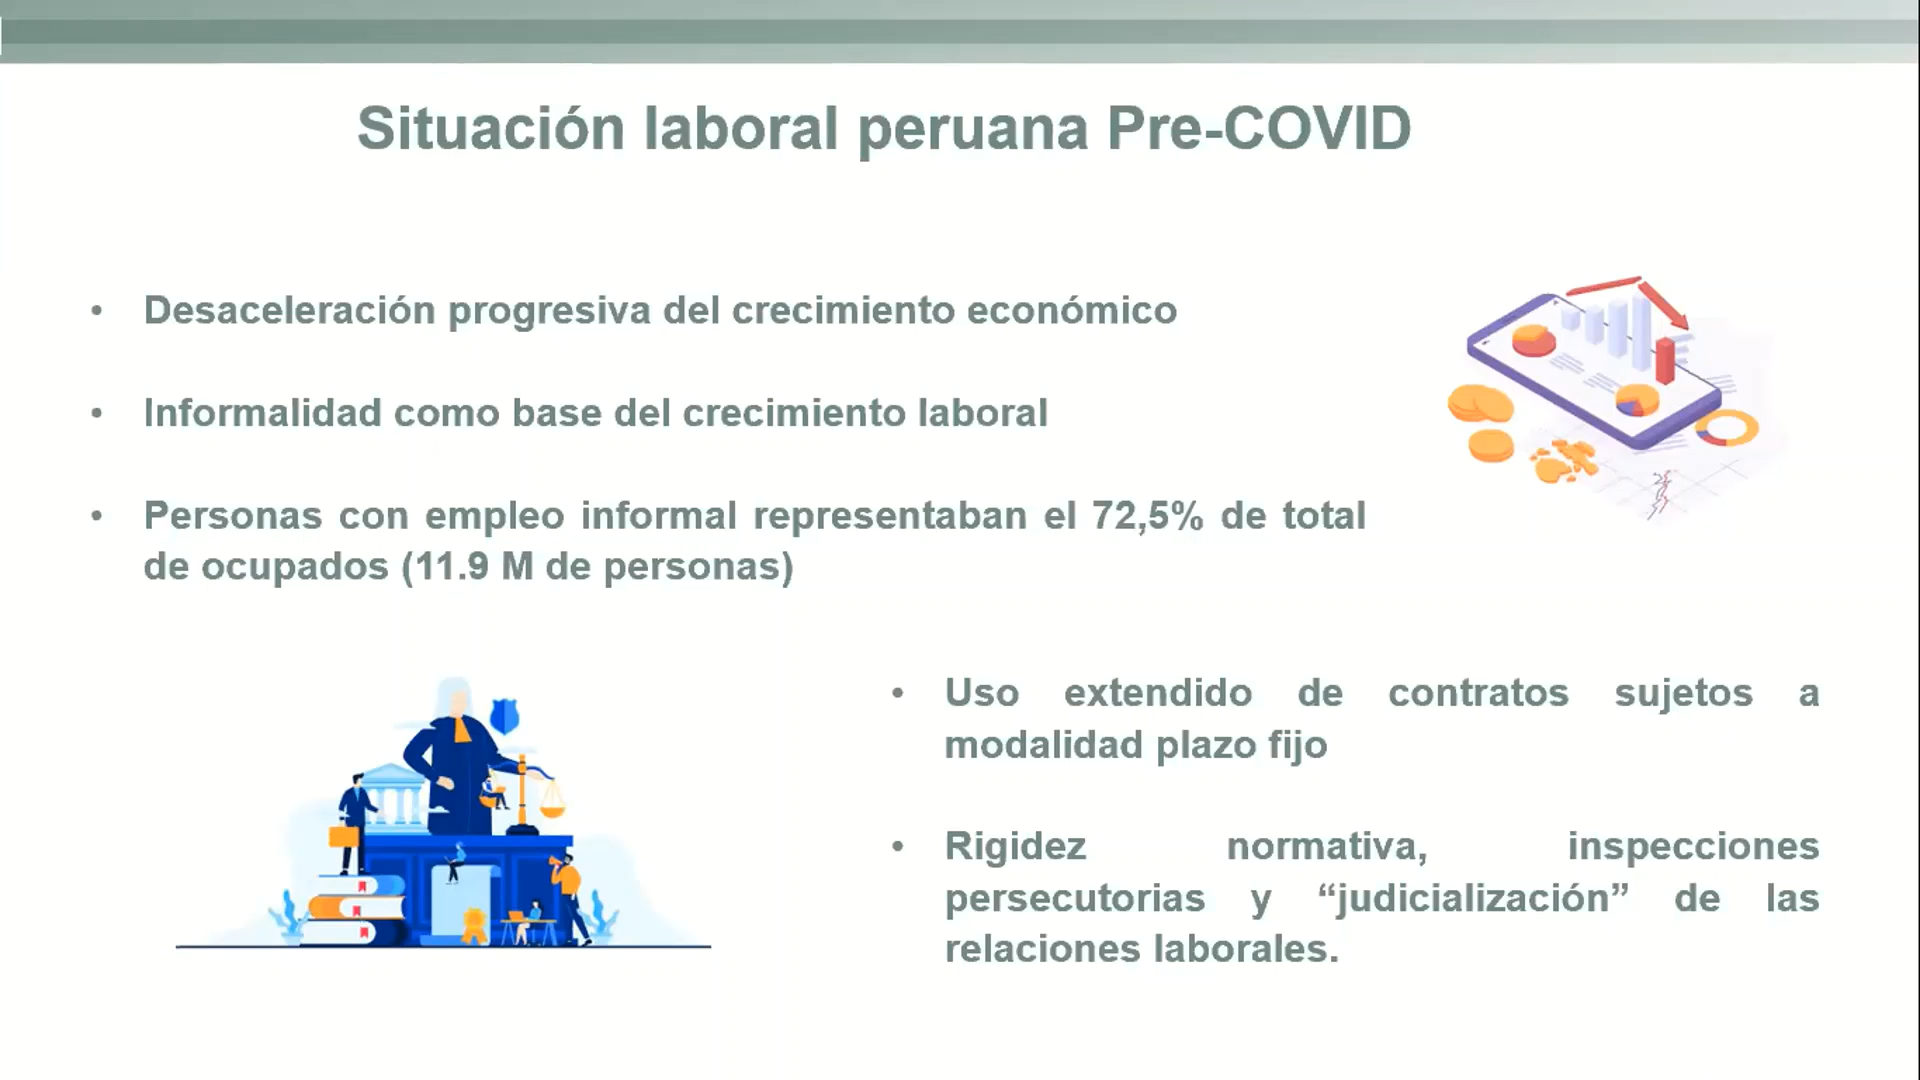 Situación laboral peruana Pre-COVID
• Desaceleración progresiva del crecimiento económico
• Informalidad como base del crecimiento laboral
• Personas con empleo informal representaban el 72,5% de total
de ocupados (11.9 M de personas)
• Uso extendido de contratos sujetos a
modalidad plazo fijo
• Rigidez normativa, inspecciones
persecutorias y “judicialización” de las
relaciones laborales.